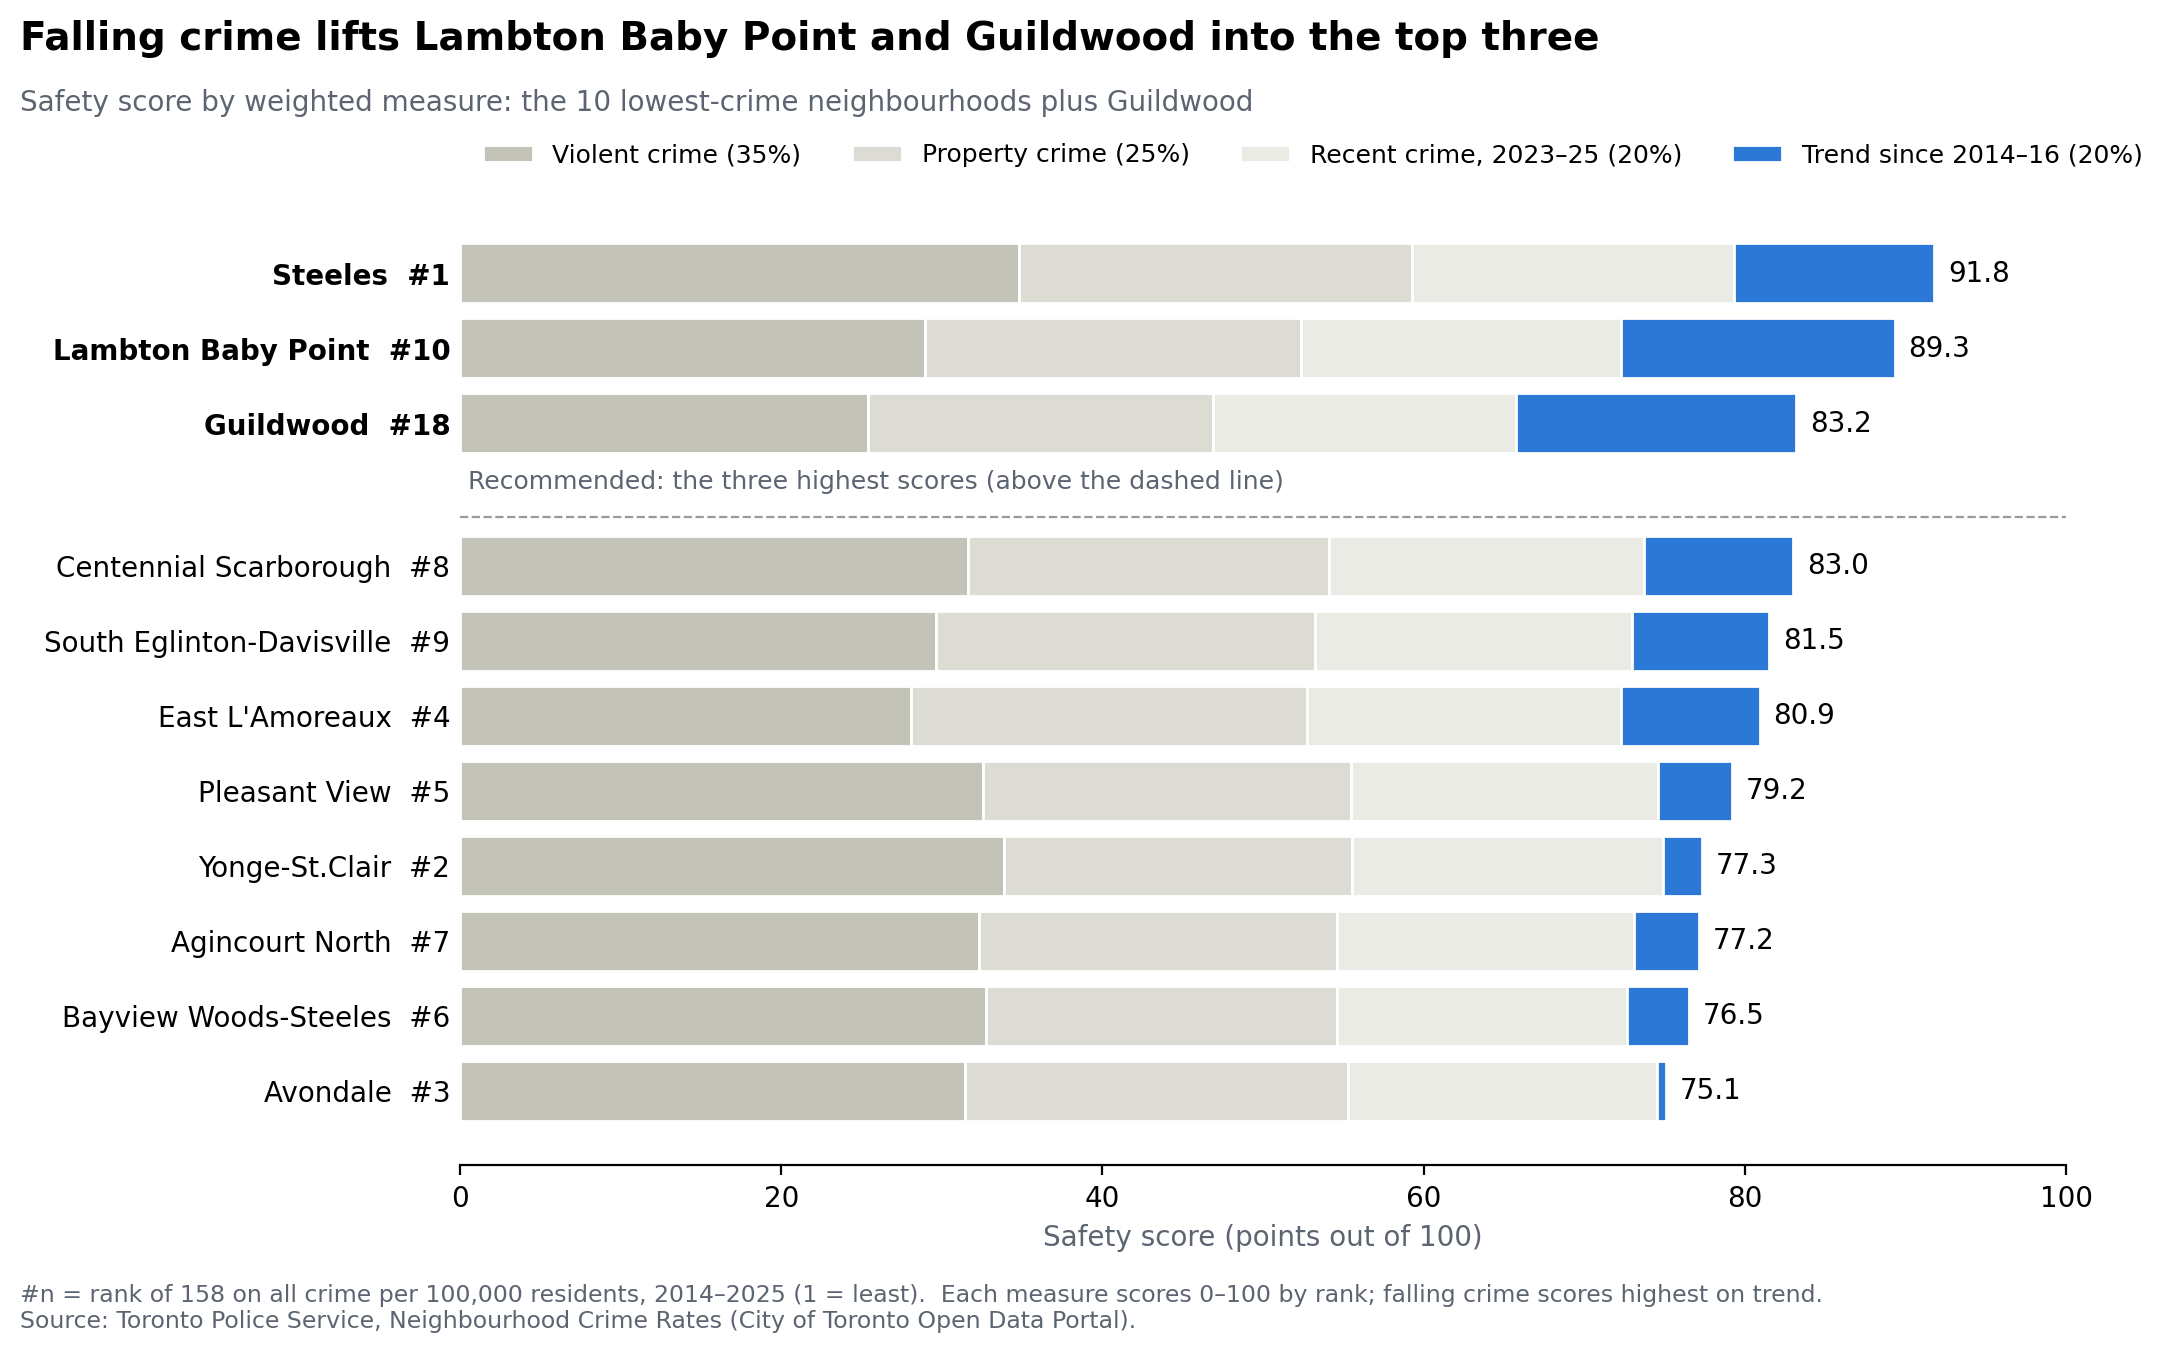 Falling crime lifts Lambton Baby Point and Guildwood into the top three
Safety score by weighted measure: the 10 lowest-crime neighbourhoods plus Guildwood
Violent crime (35%) Property crime (25%) Recent crime, 2023–25 (20%) Trend since 2014–16 (20%)
Steeles #1 91.8
Lambton Baby Point #10 89.3
Guildwood #18 83.2
Recommended: the three highest scores (above the dashed line)
Centennial Scarborough #8 83.0
South Eglinton-Davisville #9 81.5
East L'Amoreaux #4 80.9
Pleasant View #5 79.2
Yonge-St.Clair #2 77.3
Agincourt North #7 77.2
Bayview Woods-Steeles #6 76.5
Avondale #3 75.1
0 20 40 60 80 100
Safety score (points out of 100)
#n = rank of 158 on all crime per 100,000 residents, 2014–2025 (1 = least). Each measure scores 0–100 by rank; falling crime scores highest on trend.
Source: Toronto Police Service, Neighbourhood Crime Rates (City of Toronto Open Data Portal).